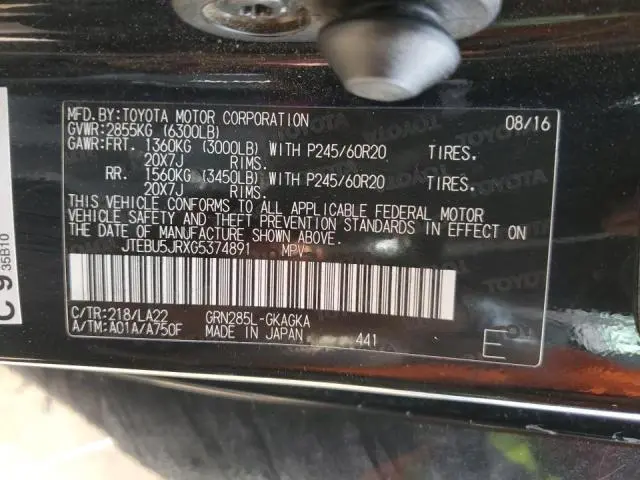 MFD.BY:TOYOTA MOTOR CORPORATION 08/16
GVWR:2855KG (6300LB)
GAWR:FRT. 1360KG (3000LB) WITH P245/60R20 TIRES.
20X7J RIMS.
RR. 1560KG (3450LB) WITH P245/60R20 TIRES.
20X7J RIMS.
THIS VEHICLE CONFORMS TO ALL APPLICABLE FEDERAL MOTOR
VEHICLE SAFETY AND THEFT PREVENTION STANDARDS IN EFFECT ON
THE DATE OF MANUFACTURE SHOWN ABOVE.
JTEBU5JRXG5374891 MPV
C/TR:218/LA22 GRN285L-GKAGKA
A/TM:A01A/A750F MADE IN JAPAN 441 E
C 9 35B10